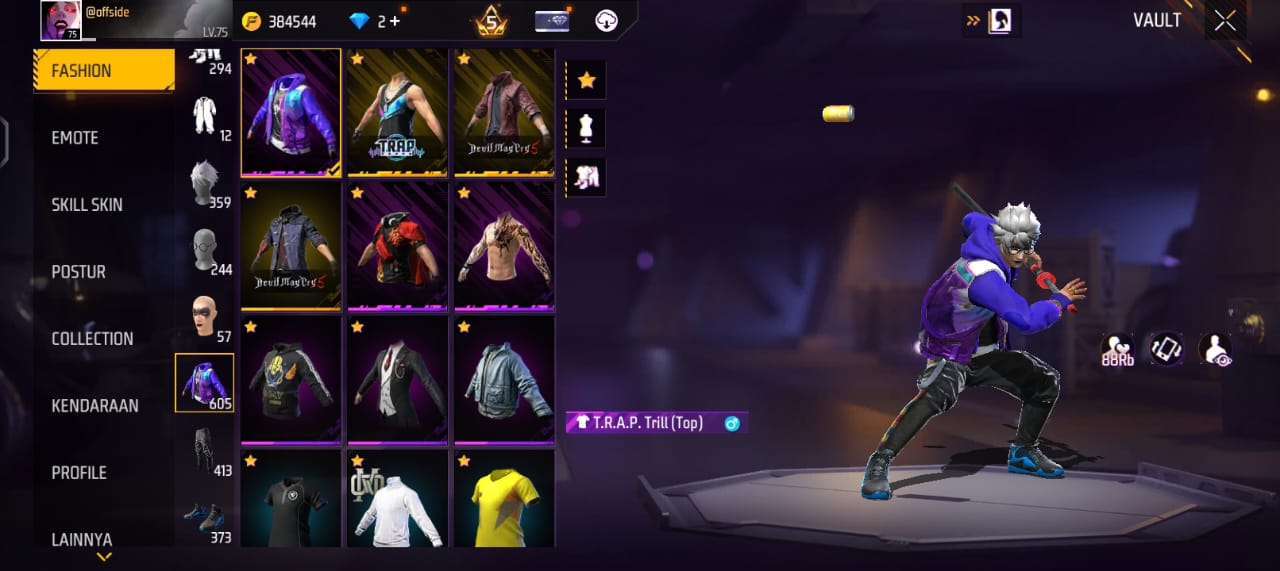 @offside
75
LV.75
384544
2 +
5
VAULT
FASHION
EMOTE
SKILL SKIN
POSTUR
COLLECTION
KENDARAAN
PROFILE
LAINNYA
294
12
359
244
57
605
413
373
TRAP
Devil May Cry 5
Devil May Cry 5
T.R.A.P. Trill (Top)
88Rb